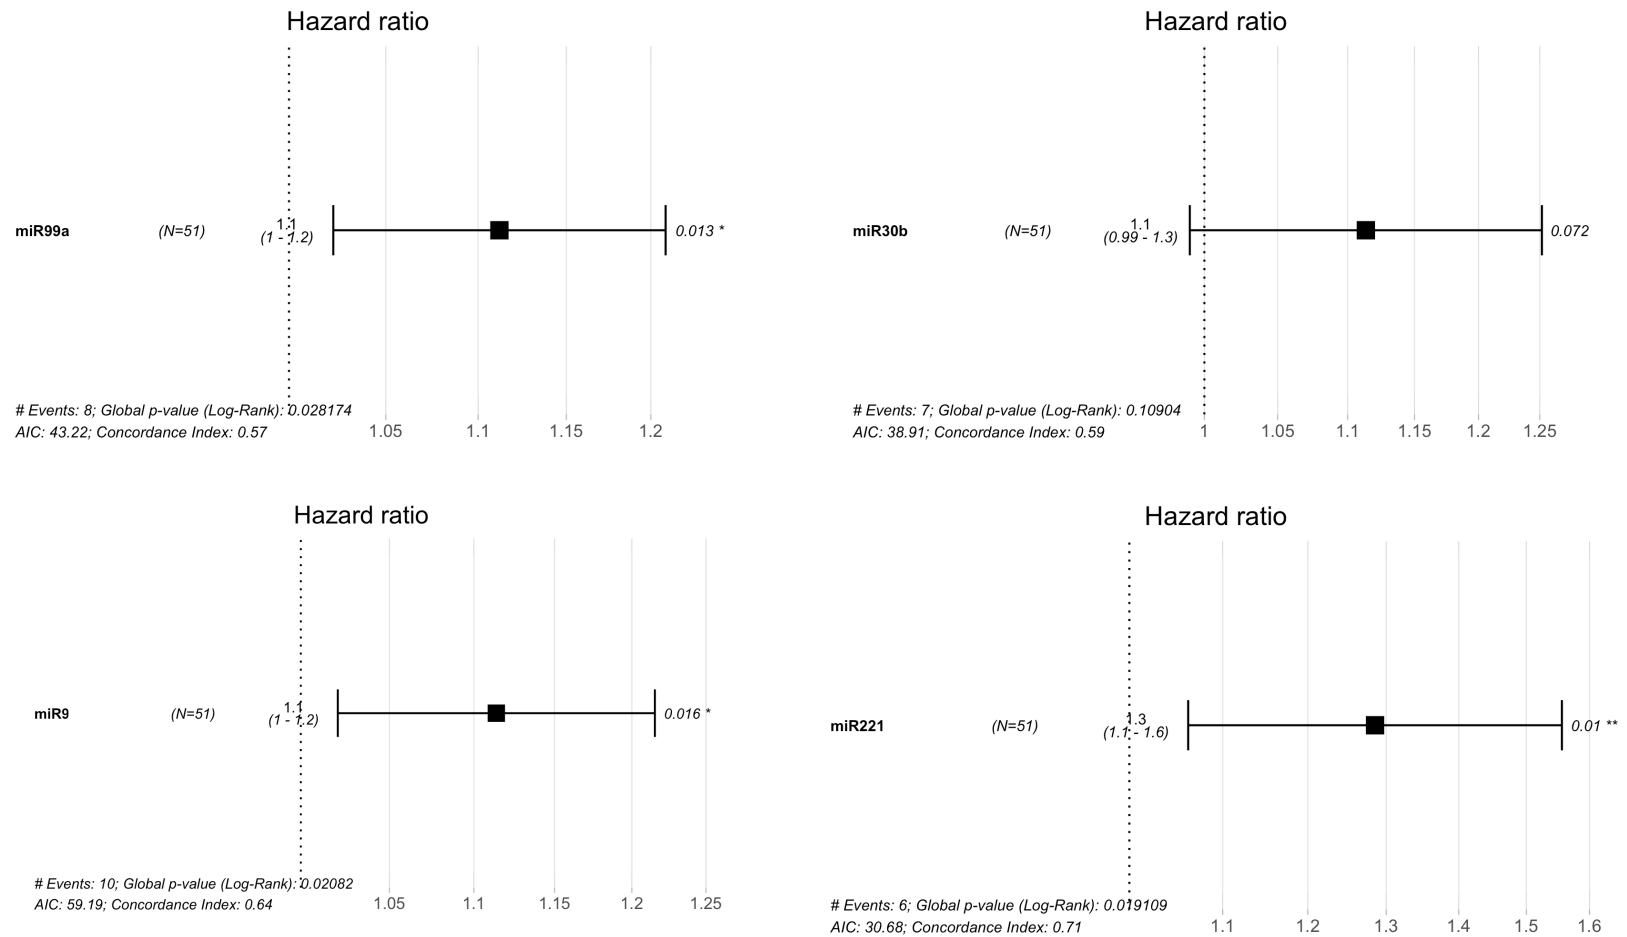 Hazard ratio
miR99a (N=51) 1.1 0.013 *
(1 - 1.2)
# Events: 8; Global p-value (Log-Rank): 0.028174
AIC: 43.22; Concordance Index: 0.57
1.05 1.1 1.15 1.2
Hazard ratio
miR30b (N=51) 1.1 0.072
(0.99 - 1.3)
# Events: 7; Global p-value (Log-Rank): 0.10904
AIC: 38.91; Concordance Index: 0.59
1 1.05 1.1 1.15 1.2 1.25
Hazard ratio
miR9 (N=51) 1.1 0.016 *
(1 - 1.2)
# Events: 10; Global p-value (Log-Rank): 0.02082
AIC: 59.19; Concordance Index: 0.64
1.05 1.1 1.15 1.2 1.25
Hazard ratio
miR221 (N=51) 1.3 0.01 **
(1.1 - 1.6)
# Events: 6; Global p-value (Log-Rank): 0.019109
AIC: 30.68; Concordance Index: 0.71
1.1 1.2 1.3 1.4 1.5 1.6